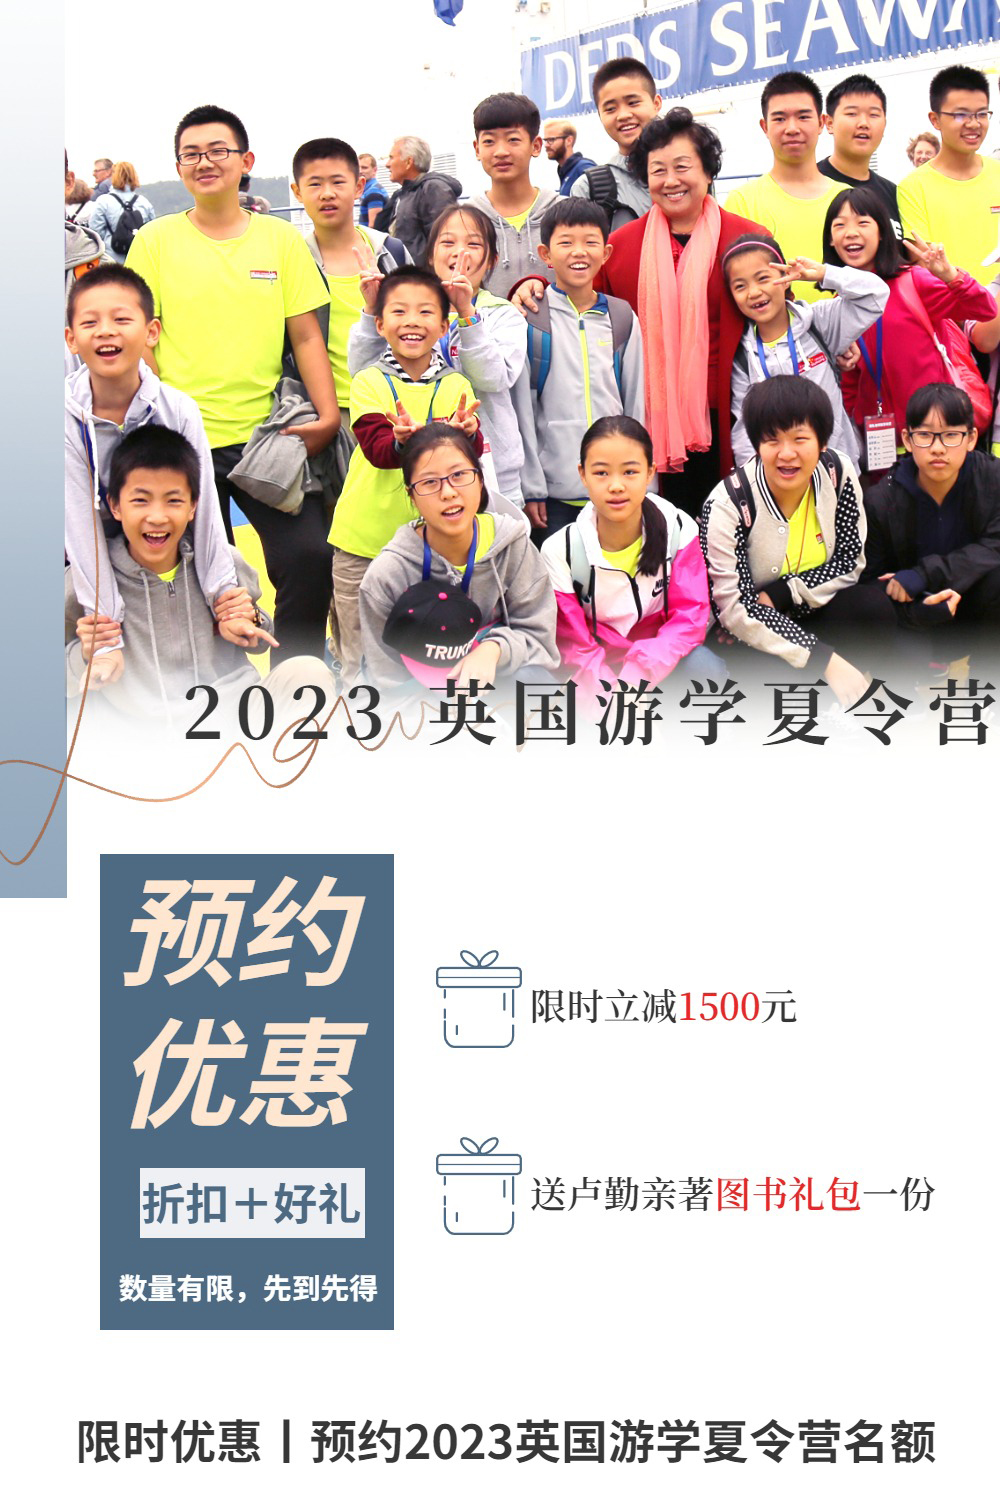 DFDS SEAWA
TRUKF
2023 英国游学夏令营
预约
优惠
折扣＋好礼
数量有限，先到先得
限时立减1500元
送卢勤亲著图书礼包一份
限时优惠丨预约2023英国游学夏令营名额